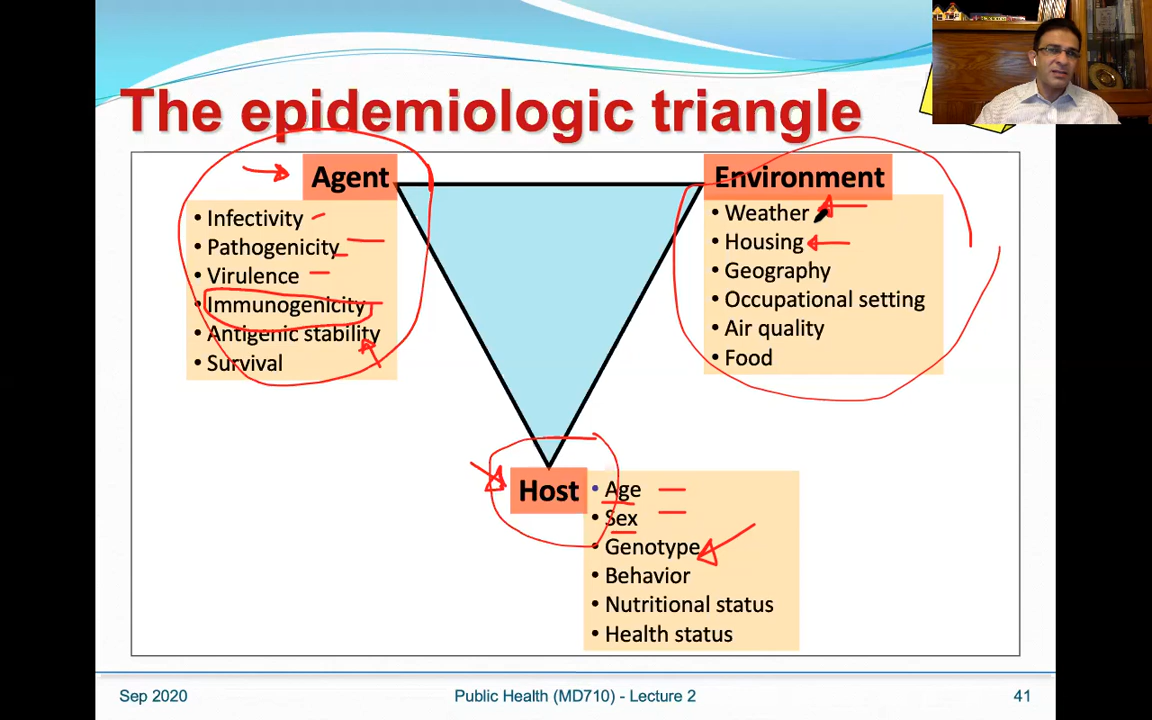 The epidemiologic triangle
Agent
• Infectivity
• Pathogenicity
• Virulence
• Immunogenicity
• Antigenic stability
• Survival
Environment
• Weather
• Housing
• Geography
• Occupational setting
• Air quality
• Food
Host
• Age
• Sex
• Genotype
• Behavior
• Nutritional status
• Health status
Sep 2020
Public Health (MD710) - Lecture 2
41